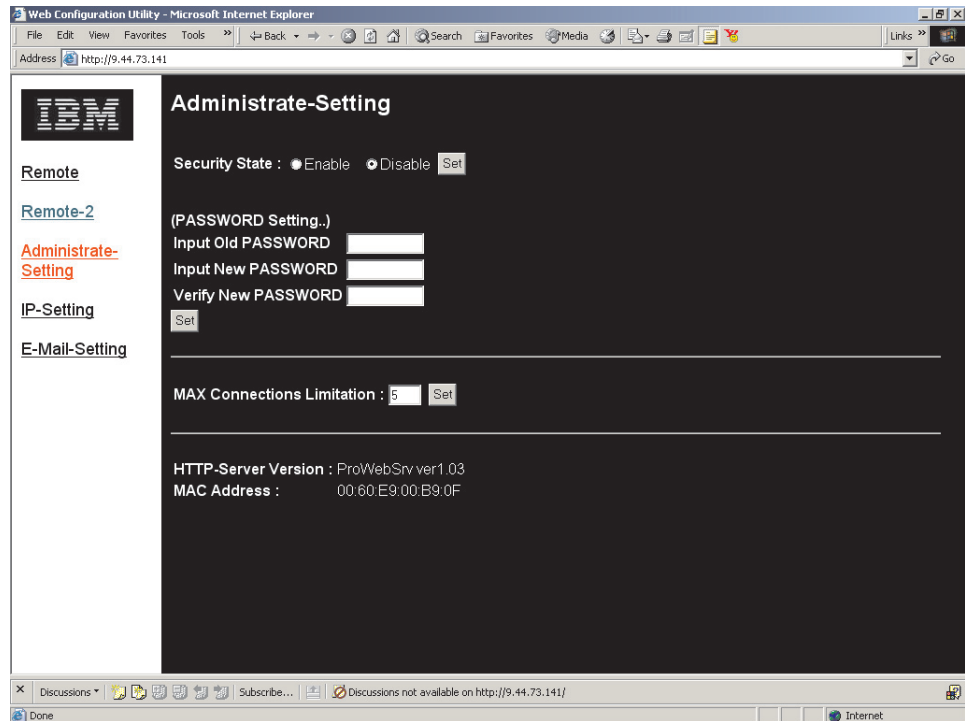 Web Configuration Utility - Microsoft Internet Explorer
File Edit View Favorites Tools » Back Search Favorites Media Links »
Address http://9.44.73.141 Go
IBM
Remote
Remote-2
Administrate-
Setting
IP-Setting
E-Mail-Setting
Administrate-Setting
Security State : Enable Disable Set
(PASSWORD Setting..)
Input Old PASSWORD
Input New PASSWORD
Verify New PASSWORD
Set
MAX Connections Limitation : 5 Set
HTTP-Server Version : ProWebSrv ver1.03
MAC Address : 00:60:E9:00:B9:0F
Discussions Subscribe... Discussions not available on http://9.44.73.141/
Done Internet